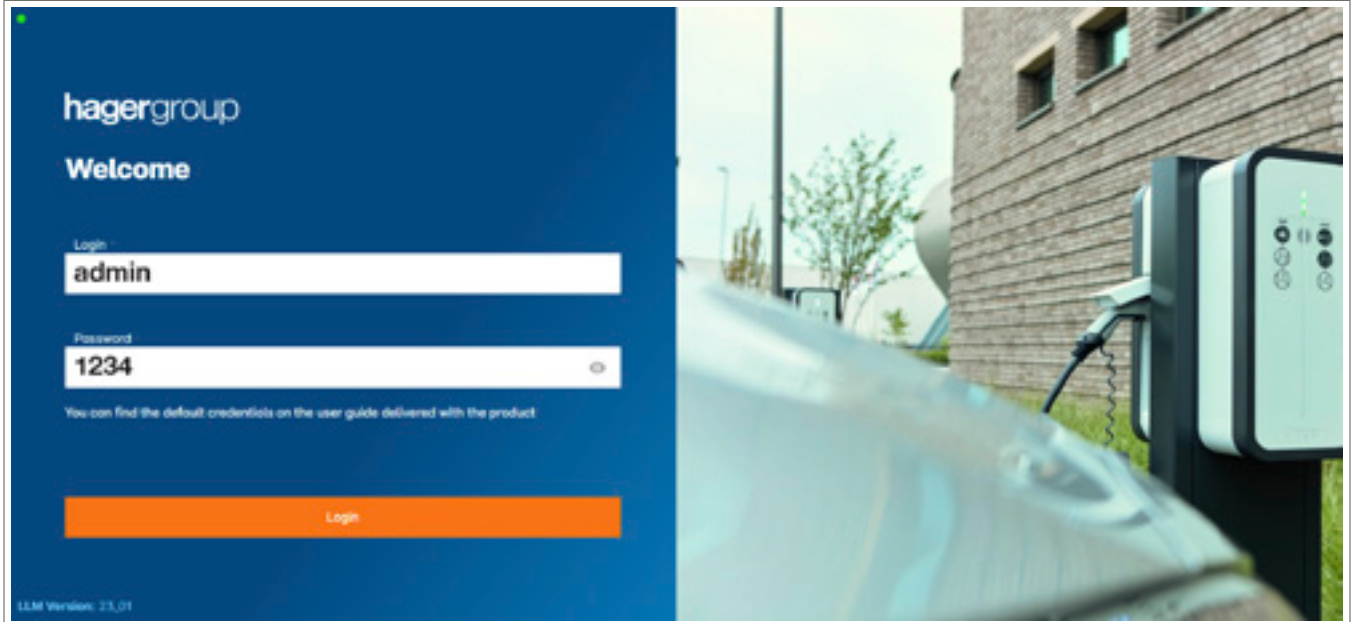 hagergroup
Welcome
Login
admin
Password
1234
You can find the default credentials on the user guide delivered with the product
Login
LLM Version: 23_01